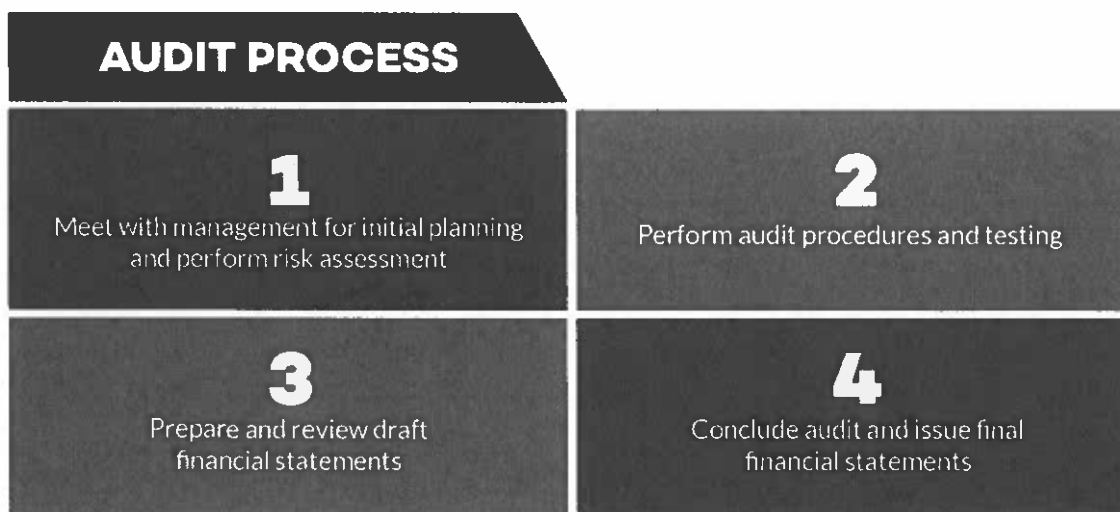 AUDIT PROCESS
1
Meet with management for initial planning
and perform risk assessment
2
Perform audit procedures and testing
3
Prepare and review draft
financial statements
4
Conclude audit and issue final
financial statements